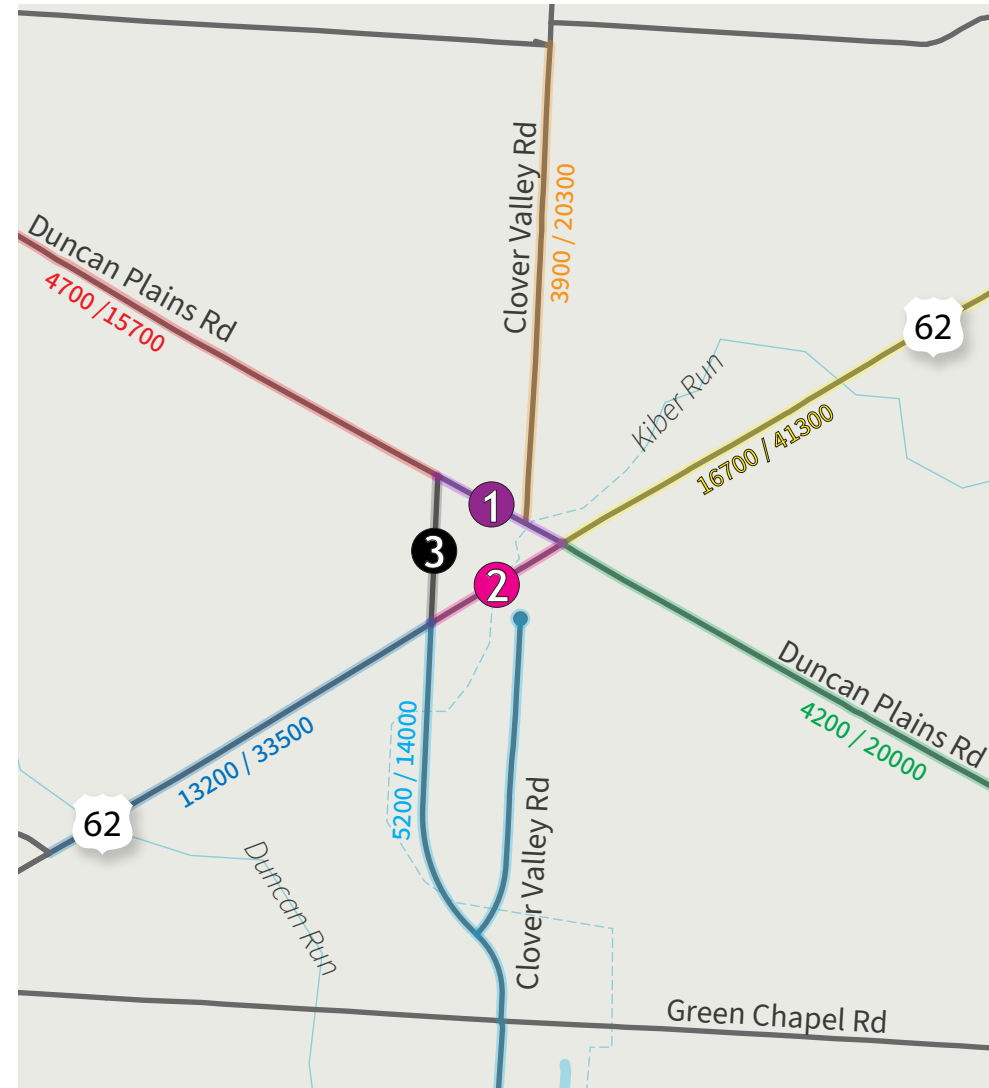 Clover Valley Rd
3900 / 20300
Duncan Plains Rd
4700 /15700
62
Kiber Run
16700 / 41300
1
3
2
Duncan Plains Rd
4200 / 20000
13200 / 33500
5200 / 14000
62
Clover Valley Rd
Duncan Run
Green Chapel Rd